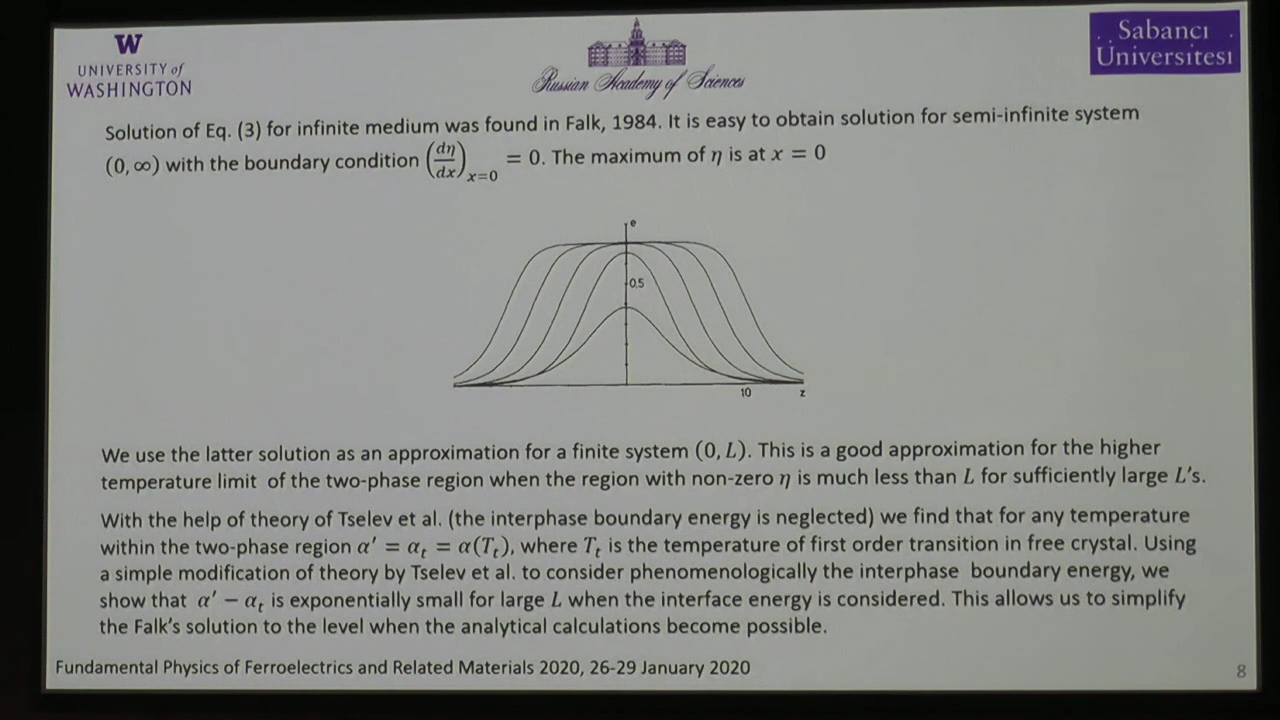 W
UNIVERSITY of
WASHINGTON
Russian Academy of Sciences
Sabancı
Üniversitesi
Solution of Eq. (3) for infinite medium was found in Falk, 1984. It is easy to obtain solution for semi-infinite system
(0, ∞) with the boundary condition (dη/dx)ₓ₌₀ = 0. The maximum of η is at x = 0
e
0.5
10
z
We use the latter solution as an approximation for a finite system (0, L). This is a good approximation for the higher
temperature limit of the two-phase region when the region with non-zero η is much less than L for sufficiently large L's.
With the help of theory of Tselev et al. (the interphase boundary energy is neglected) we find that for any temperature
within the two-phase region α′ = αₜ = α(Tₜ), where Tₜ is the temperature of first order transition in free crystal. Using
a simple modification of theory by Tselev et al. to consider phenomenologically the interphase boundary energy, we
show that α′ − αₜ is exponentially small for large L when the interface energy is considered. This allows us to simplify
the Falk's solution to the level when the analytical calculations become possible.
Fundamental Physics of Ferroelectrics and Related Materials 2020, 26-29 January 2020
8